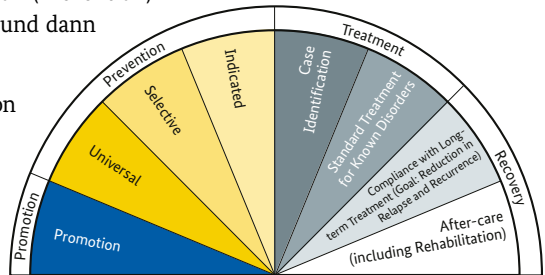 und dann
on
Promotion
Prevention
Treatment
Recovery
Promotion
Universal
Selective
Indicated
Case
Identification
Standard Treatment
for Known Disorders
Compliance with Long-
term Treatment (Goal: Reduction in
Relapse and Recurrence)
After-care
(including Rehabilitation)